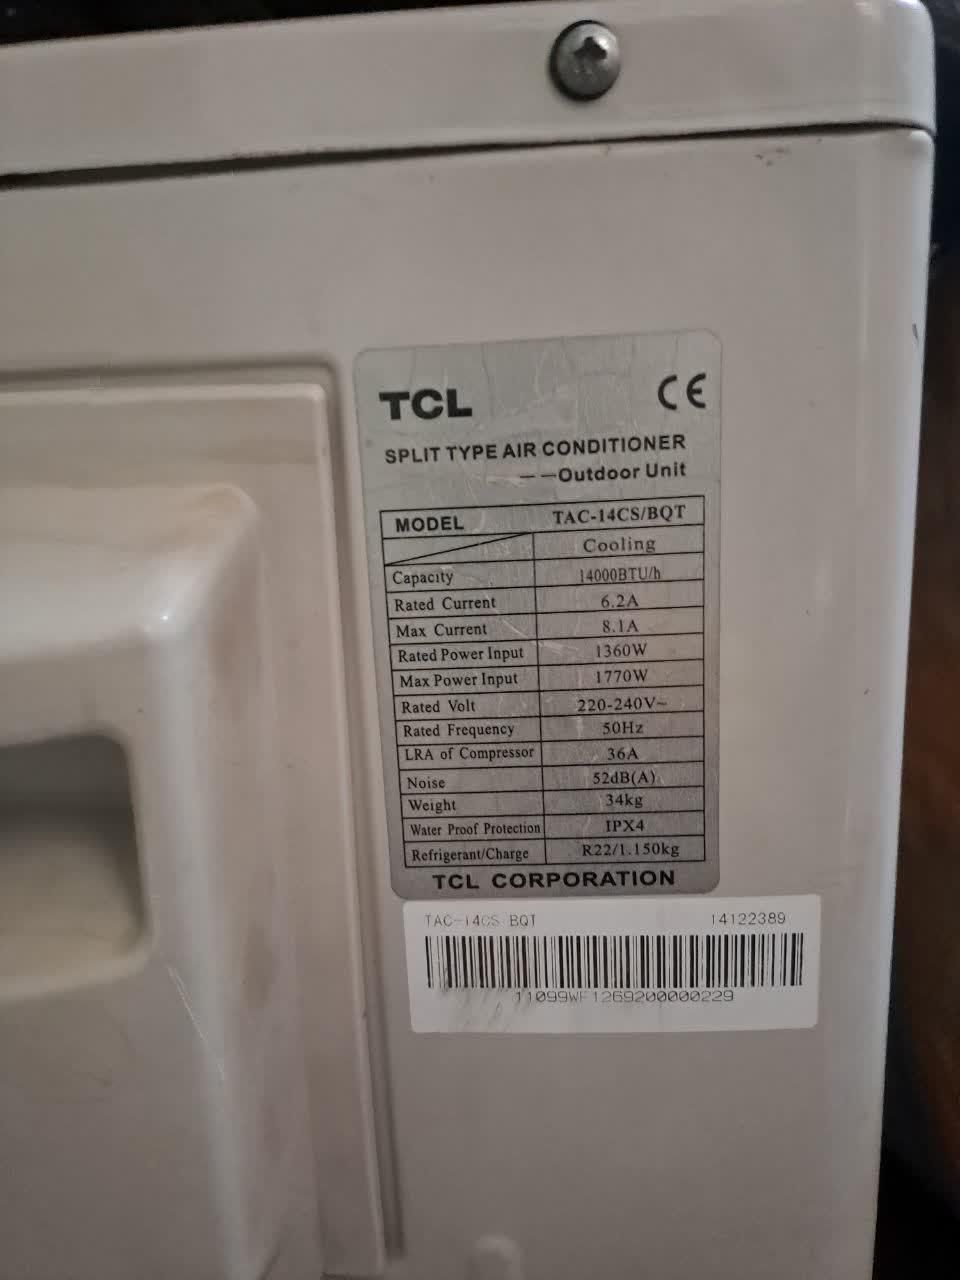 TCL CE
SPLIT TYPE AIR CONDITIONER
——Outdoor Unit
MODEL TAC-14CS/BQT
Cooling
Capacity 14000BTU/h
Rated Current 6.2A
Max Current 8.1A
Rated Power Input 1360W
Max Power Input 1770W
Rated Volt 220-240V~
Rated Frequency 50Hz
LRA of Compressor 36A
Noise 52dB(A)
Weight 34kg
Water Proof Protection IPX4
Refrigerant/Charge R22/1.150kg
TCL CORPORATION
TAC-14CS BQT 14122389
11099WF1269200000229